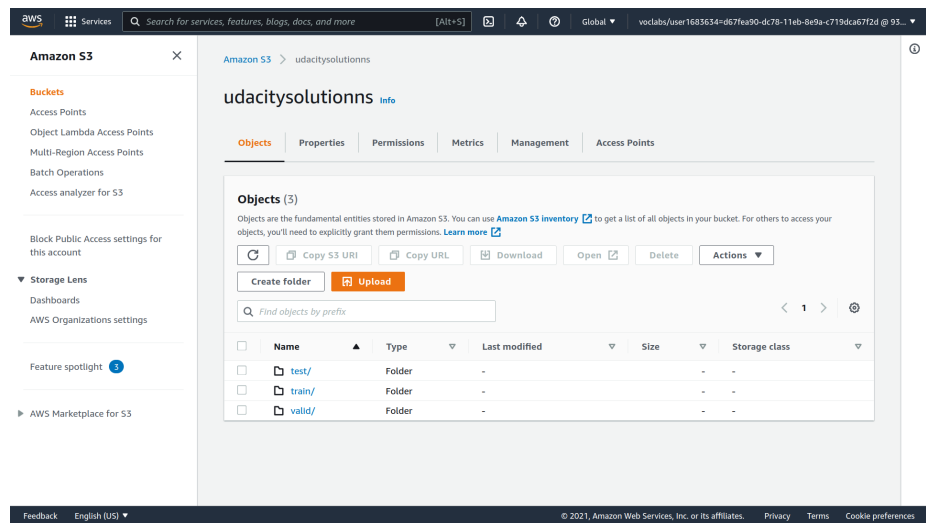 aws Services Search for services, features, blogs, docs, and more [Alt+S] Global ▼ voclabs/user1683634=d67fea90-dc78-11eb-8e9a-c719dca67f2d @ 93... ▼
Amazon S3
Buckets
Access Points
Object Lambda Access Points
Multi-Region Access Points
Batch Operations
Access analyzer for S3
Block Public Access settings for
this account
▼ Storage Lens
Dashboards
AWS Organizations settings
Feature spotlight 3
AWS Marketplace for S3
Amazon S3 > udacitysolutionns
udacitysolutionns Info
Objects Properties Permissions Metrics Management Access Points
Objects (3)
Objects are the fundamental entities stored in Amazon S3. You can use Amazon S3 inventory to get a list of all objects in your bucket. For others to access your
objects, you'll need to explicitly grant them permissions. Learn more
Copy S3 URI Copy URL Download Open Delete Actions ▼
Create folder Upload
Find objects by prefix < 1 >
Name ▲ Type Last modified Size Storage class
test/ Folder - - -
train/ Folder - - -
valid/ Folder - - -
Feedback English (US) ▼ © 2021, Amazon Web Services, Inc. or its affiliates. Privacy Terms Cookie preferences